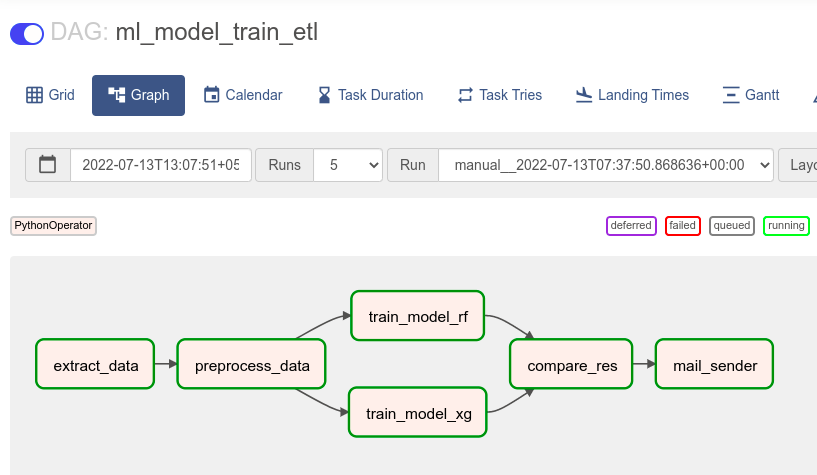 DAG: ml_model_train_etl
Grid Graph Calendar Task Duration Task Tries Landing Times Gantt
2022-07-13T13:07:51+05 Runs 5 Run manual__2022-07-13T07:37:50.868636+00:00 Layo
PythonOperator deferred failed queued running
train_model_rf
extract_data preprocess_data compare_res mail_sender
train_model_xg